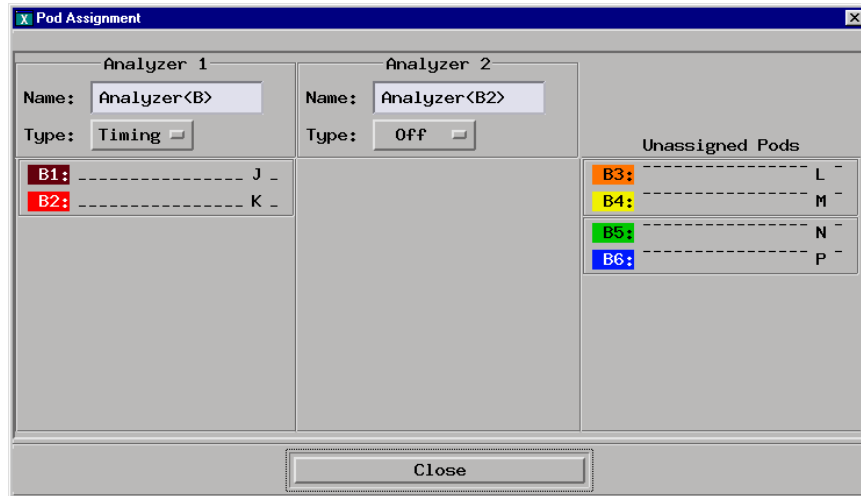 X Pod Assignment
Analyzer 1
Name: Analyzer<B>
Type: Timing
B1: _ _ _ _ _ _ _ _ _ _ _ _ _ _ _ _ J _
B2: _ _ _ _ _ _ _ _ _ _ _ _ _ _ _ _ K _
Analyzer 2
Name: Analyzer<B2>
Type: Off
Unassigned Pods
B3: - - - - - - - - - - - - - - - - L -
B4: - - - - - - - - - - - - - - - - M -
B5: - - - - - - - - - - - - - - - - N -
B6: - - - - - - - - - - - - - - - - P -
Close